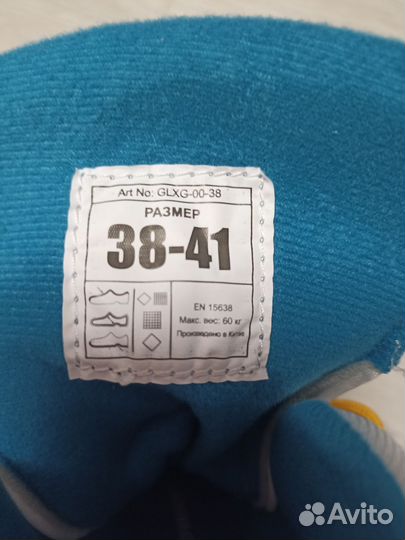 Art No: GLXG-00-38
РАЗМЕР
38-41
EN 15638
Макс. вес: 60 кг
Произведено в Китае
Avito